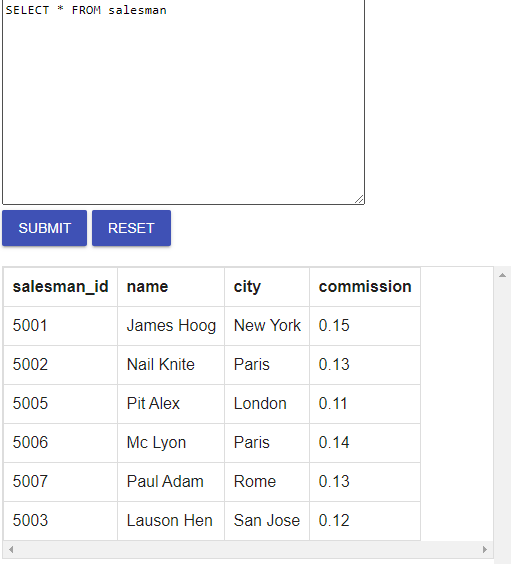 SELECT * FROM salesman
SUBMIT RESET
salesman_id name city commission
5001 James Hoog New York 0.15
5002 Nail Knite Paris 0.13
5005 Pit Alex London 0.11
5006 Mc Lyon Paris 0.14
5007 Paul Adam Rome 0.13
5003 Lauson Hen San Jose 0.12